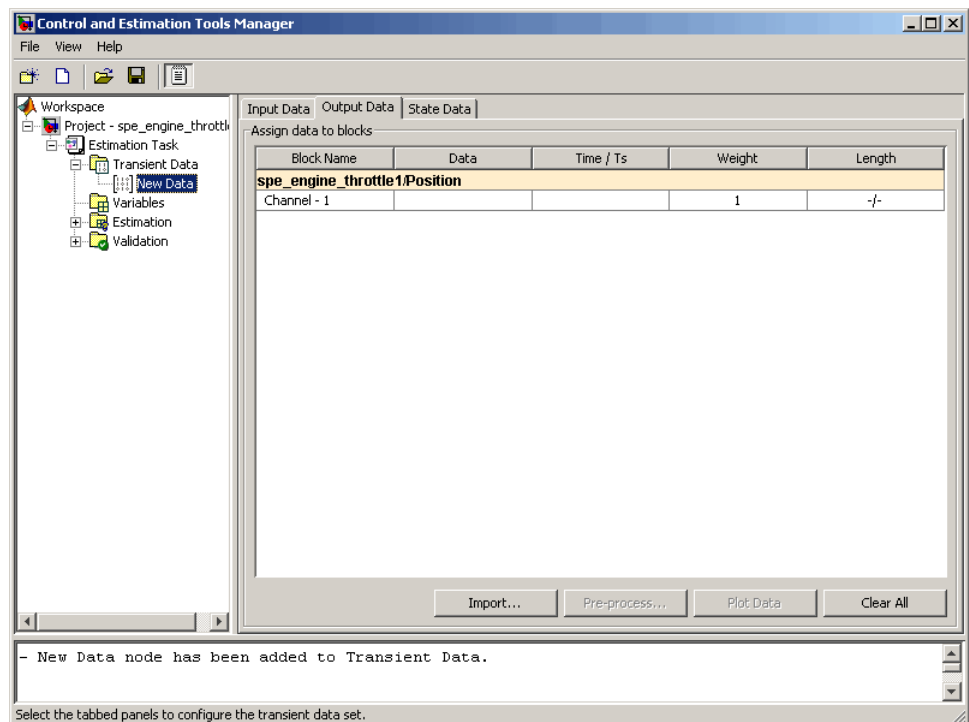 Control and Estimation Tools Manager
File View Help
Workspace
Project - spe_engine_throttl
Estimation Task
Transient Data
New Data
Variables
Estimation
Validation
Input Data Output Data State Data
Assign data to blocks
Block Name Data Time / Ts Weight Length
spe_engine_throttle1/Position
Channel - 1 1 -/-
Import... Pre-process... Plot Data Clear All
- New Data node has been added to Transient Data.
Select the tabbed panels to configure the transient data set.